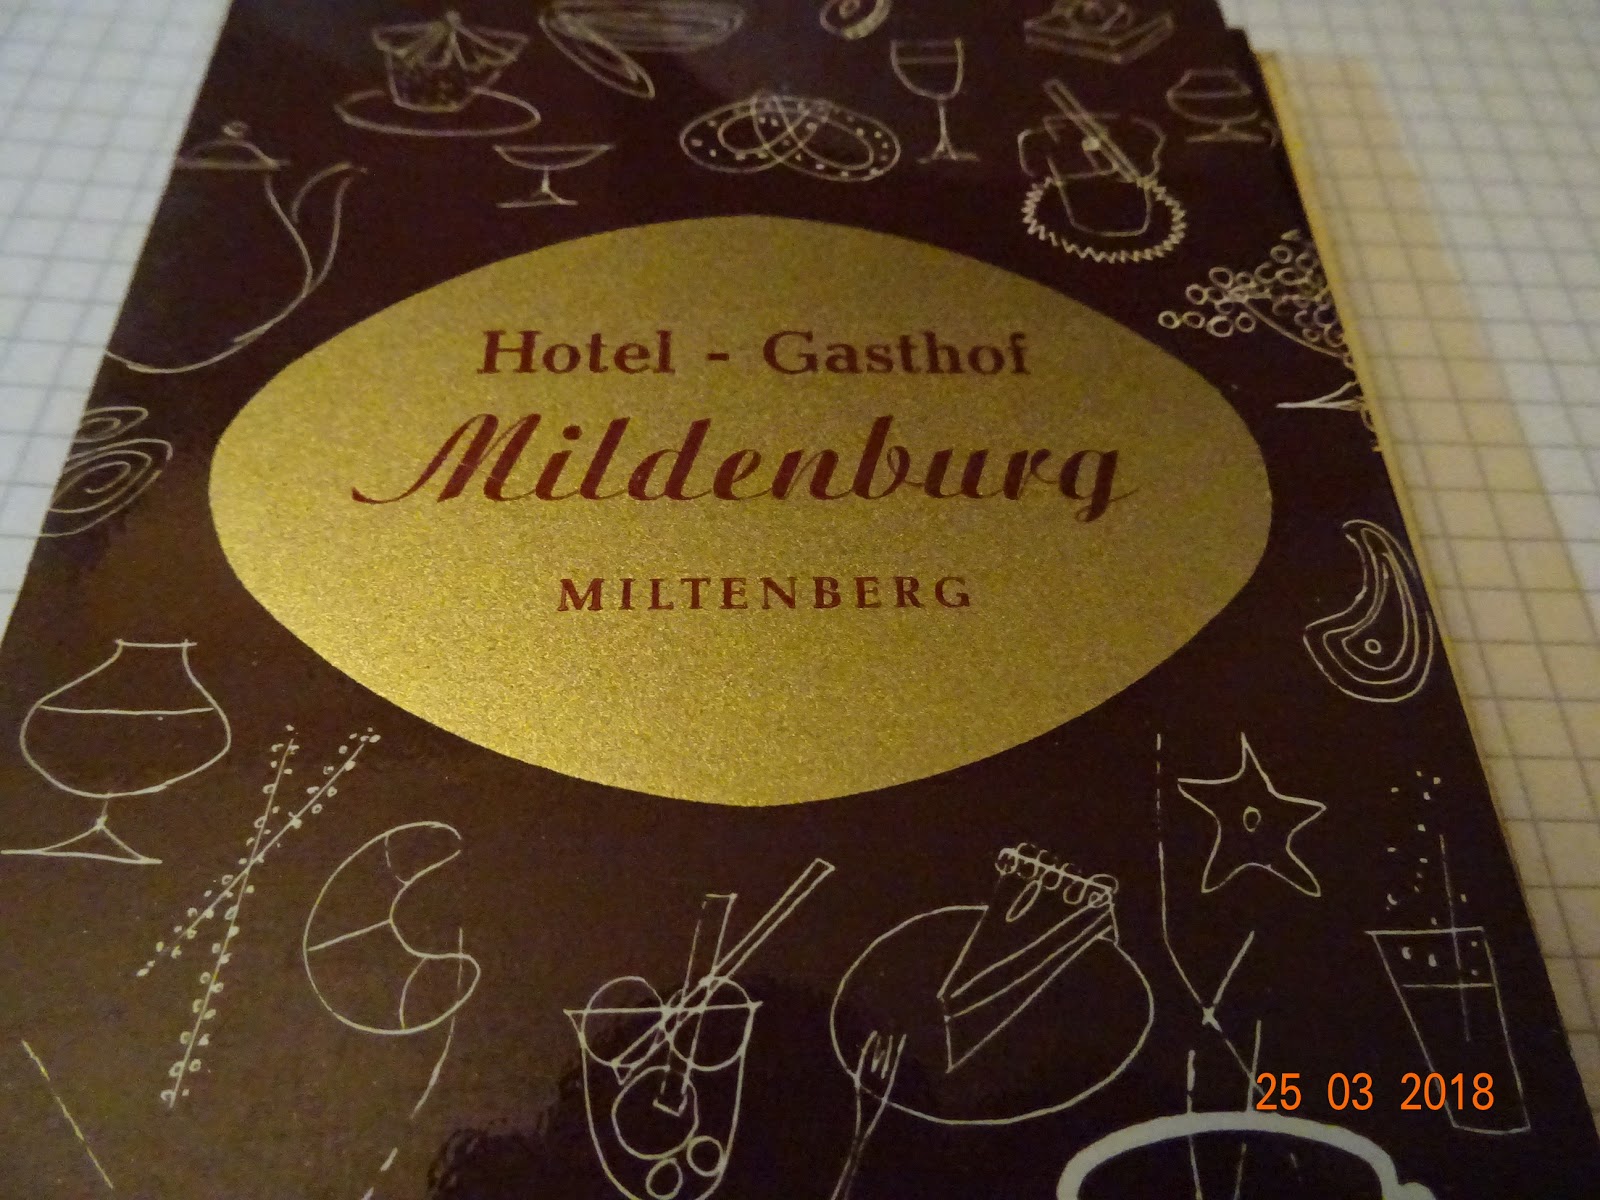 Hotel - Gasthof
Mildenburg
MILTENBERG
25 03 2018